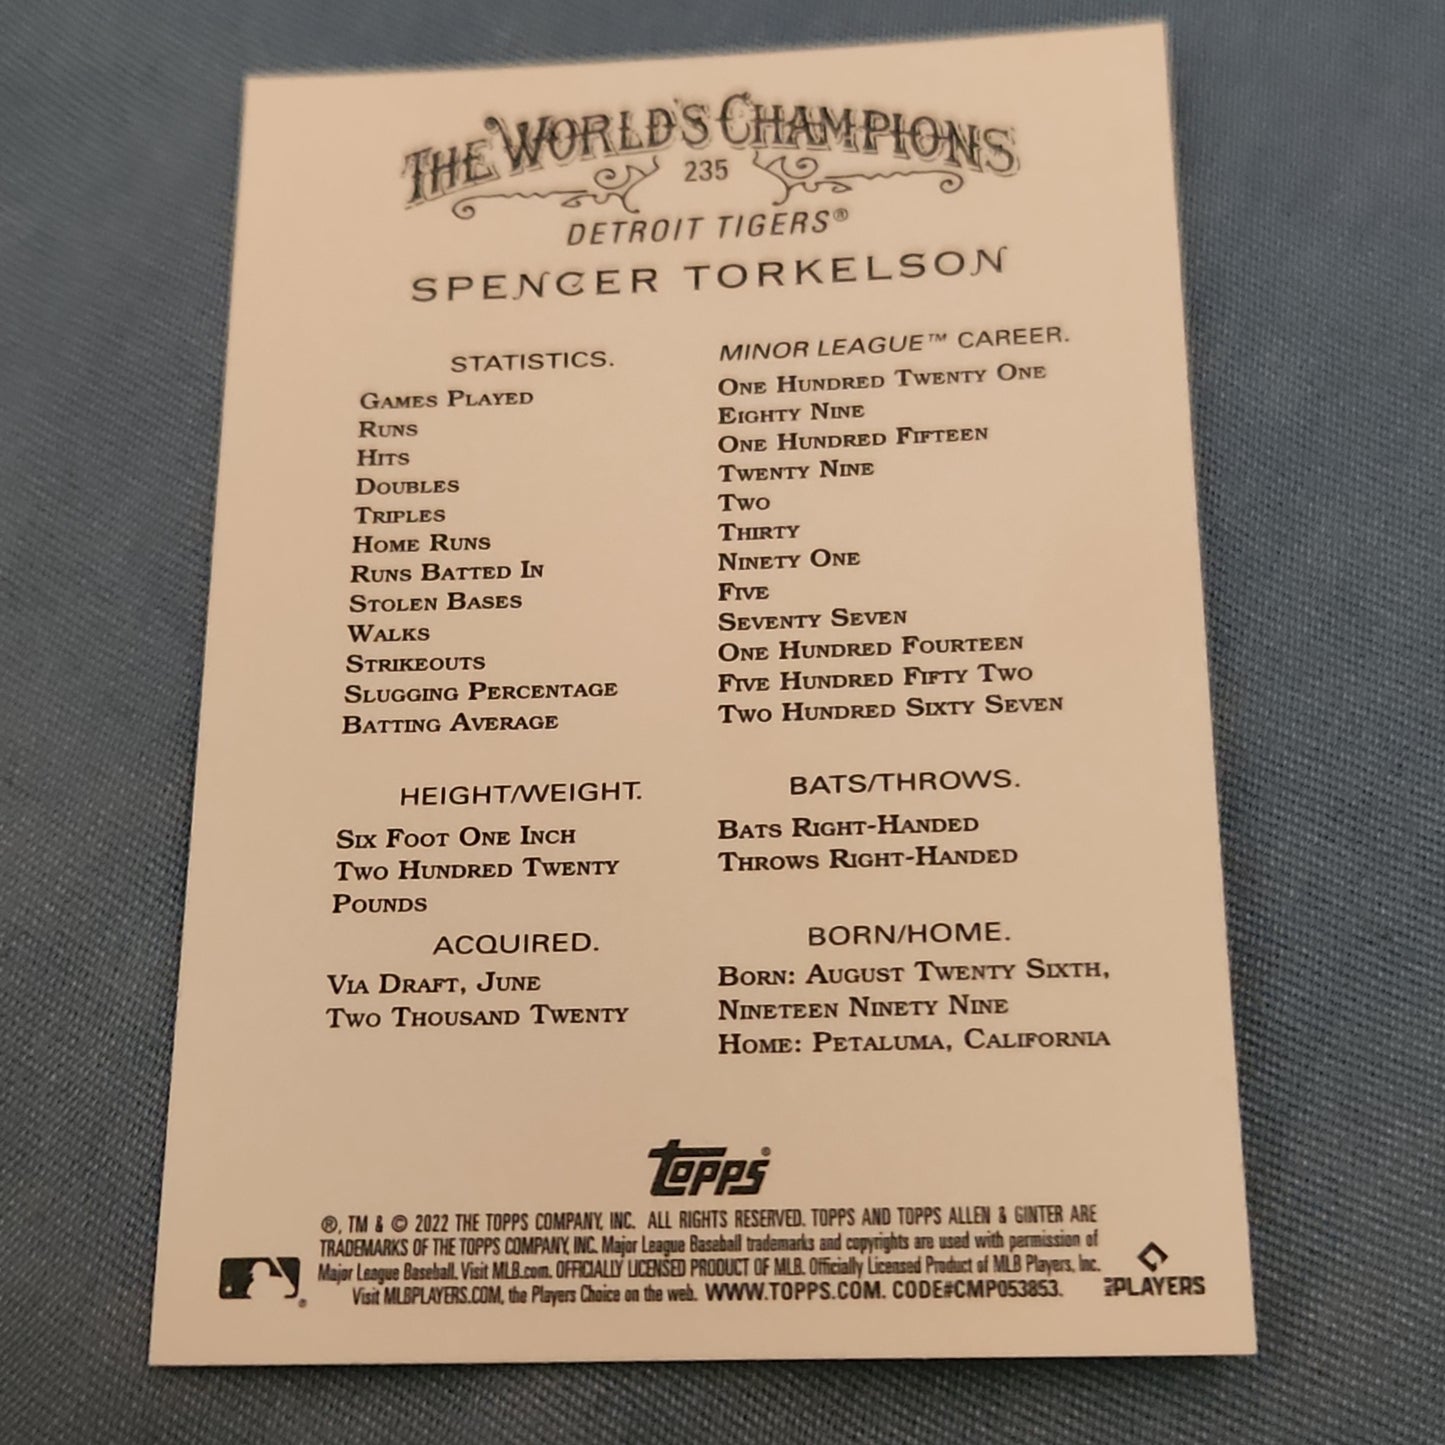 THE WORLD'S CHAMPIONS
235
DETROIT TIGERS®
SPENCER TORKELSON
STATISTICS.
GAMES PLAYED
RUNS
HITS
DOUBLES
TRIPLES
HOME RUNS
RUNS BATTED IN
STOLEN BASES
WALKS
STRIKEOUTS
SLUGGING PERCENTAGE
BATTING AVERAGE
MINOR LEAGUE™ CAREER.
ONE HUNDRED TWENTY ONE
EIGHTY NINE
ONE HUNDRED FIFTEEN
TWENTY NINE
TWO
THIRTY
NINETY ONE
FIVE
SEVENTY SEVEN
ONE HUNDRED FOURTEEN
FIVE HUNDRED FIFTY TWO
TWO HUNDRED SIXTY SEVEN
HEIGHT/WEIGHT.
SIX FOOT ONE INCH
TWO HUNDRED TWENTY
POUNDS
BATS/THROWS.
BATS RIGHT-HANDED
THROWS RIGHT-HANDED
ACQUIRED.
VIA DRAFT, JUNE
TWO THOUSAND TWENTY
BORN/HOME.
BORN: AUGUST TWENTY SIXTH,
NINETEEN NINETY NINE
HOME: PETALUMA, CALIFORNIA
TOPPS®
®, TM & © 2022 THE TOPPS COMPANY, INC. ALL RIGHTS RESERVED. TOPPS AND TOPPS ALLEN & GINTER ARE
TRADEMARKS OF THE TOPPS COMPANY, INC. Major League Baseball trademarks and copyrights are used with permission of
Major League Baseball. Visit MLB.com. OFFICIALLY LICENSED PRODUCT OF MLB. Officially Licensed Product of MLB Players, Inc.
Visit MLBPLAYERS.COM, the Players Choice on the web. WWW.TOPPS.COM. CODE#CMP053853.
PLAYERS